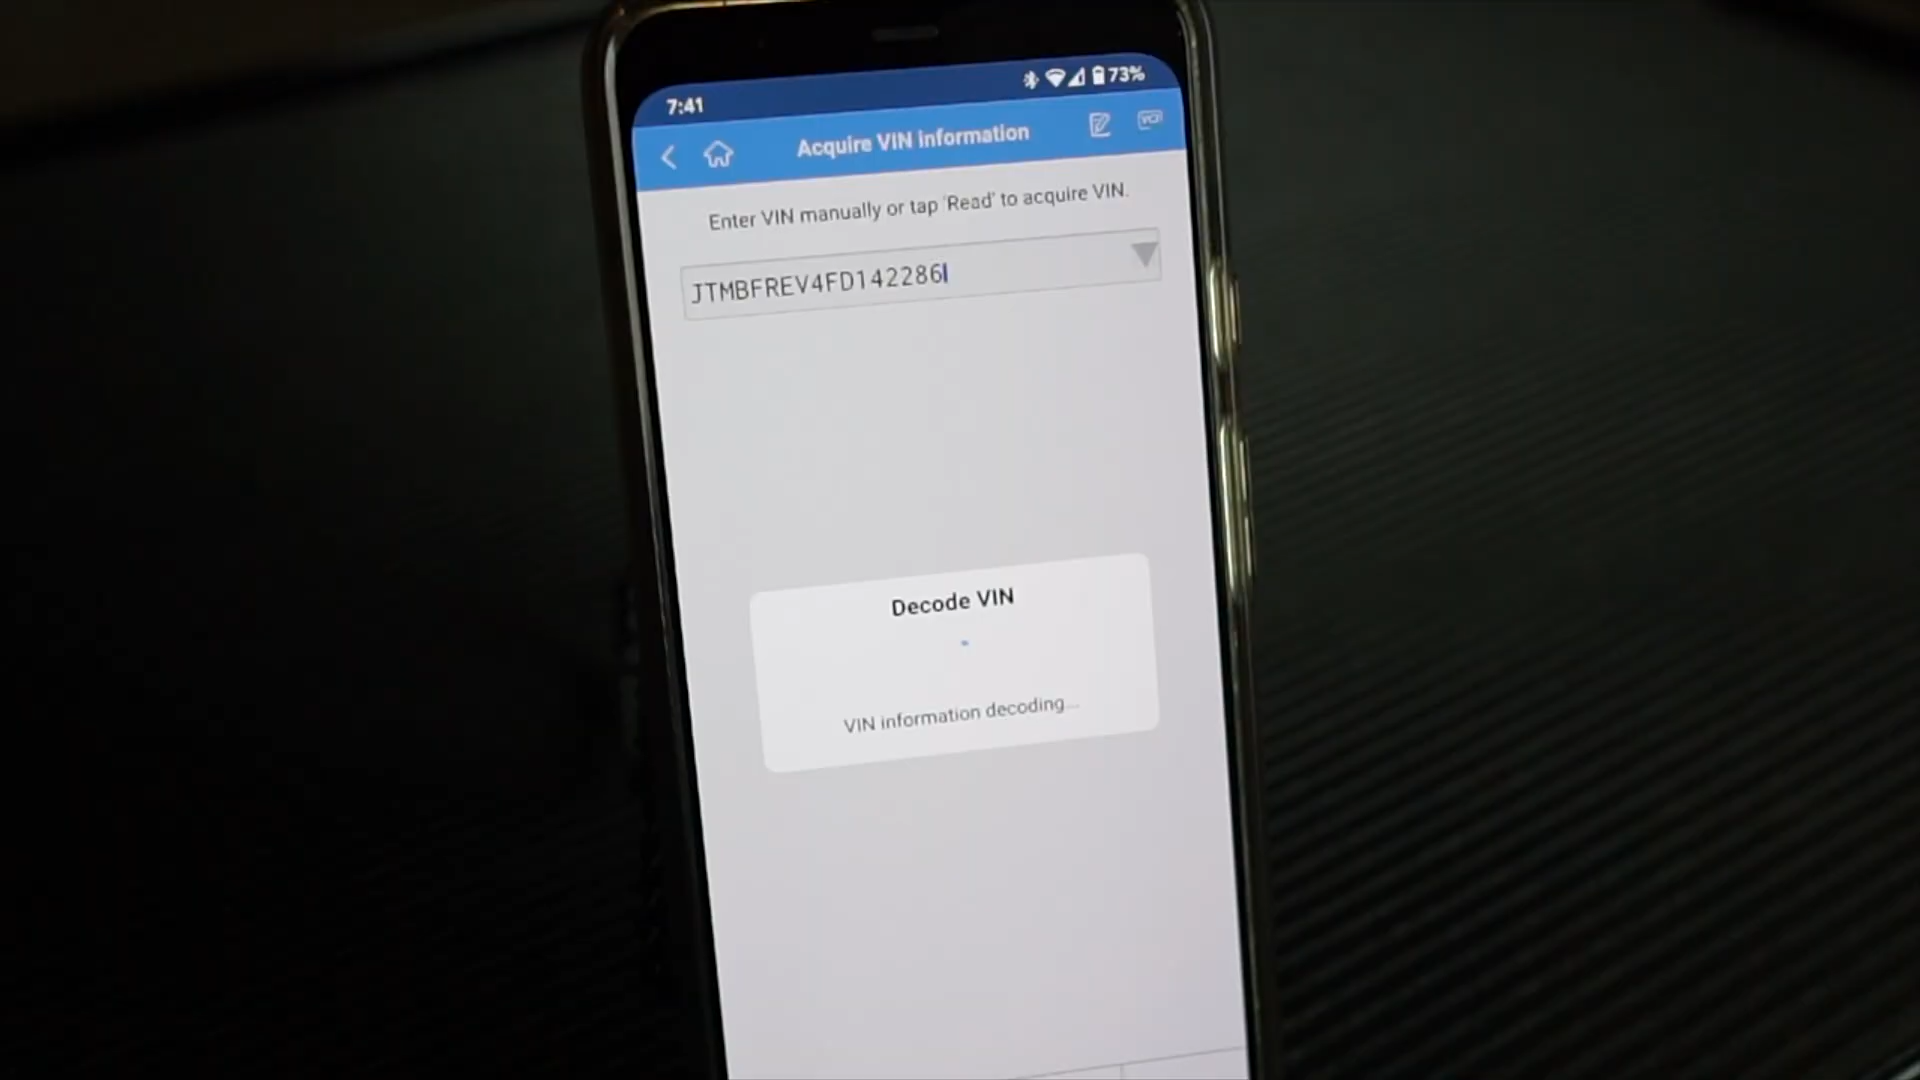 7:41 73%
Acquire VIN information VCI
Enter VIN manually or tap 'Read' to acquire VIN.
JTMBFREV4FD142286
Decode VIN
VIN information decoding...